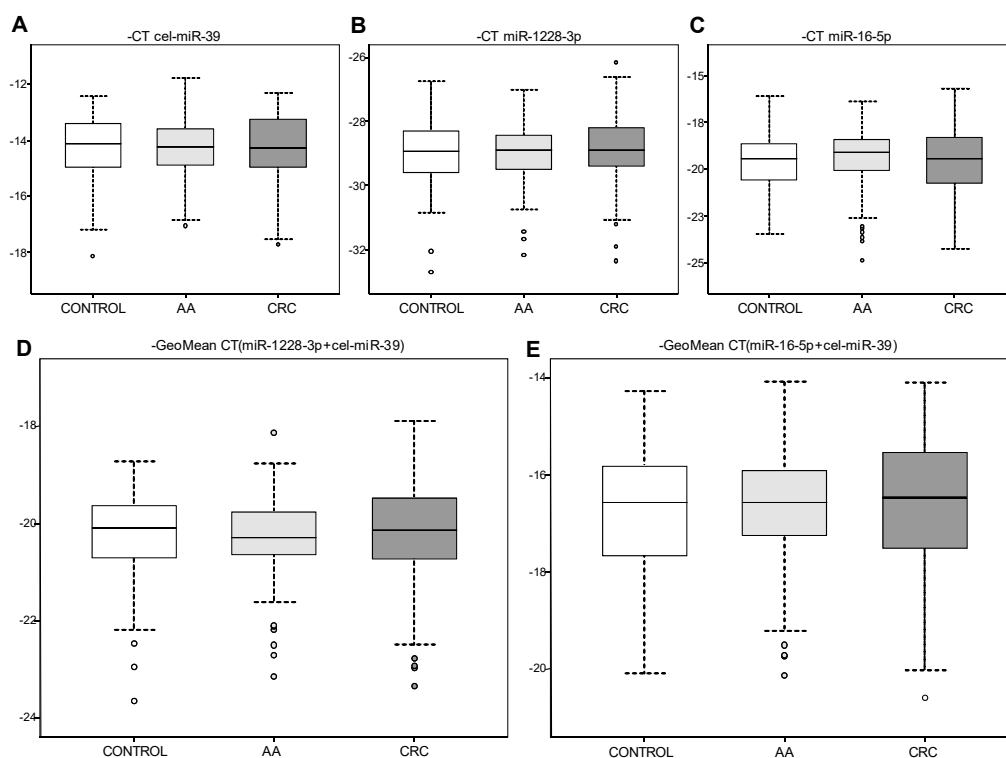 A
-CT cel-miR-39
-12
-14
-16
-18
CONTROL AA CRC
B
-CT miR-1228-3p
-26
-28
-30
-32
CONTROL AA CRC
C
-CT miR-16-5p
-15
-18
-20
-23
-25
CONTROL AA CRC
D
-GeoMean CT(miR-1228-3p+cel-miR-39)
-18
-20
-22
-24
CONTROL AA CRC
E
-GeoMean CT(miR-16-5p+cel-miR-39)
-14
-16
-18
-20
CONTROL AA CRC